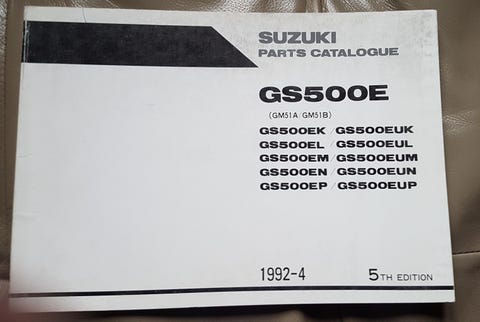 SUZUKI
PARTS CATALOGUE
GS500E
(GM51A/GM51B)
GS500EK/GS500EUK
GS500EL/GS500EUL
GS500EM/GS500EUM
GS500EN/GS500EUN
GS500EP/GS500EUP
1992-4 5TH EDITION